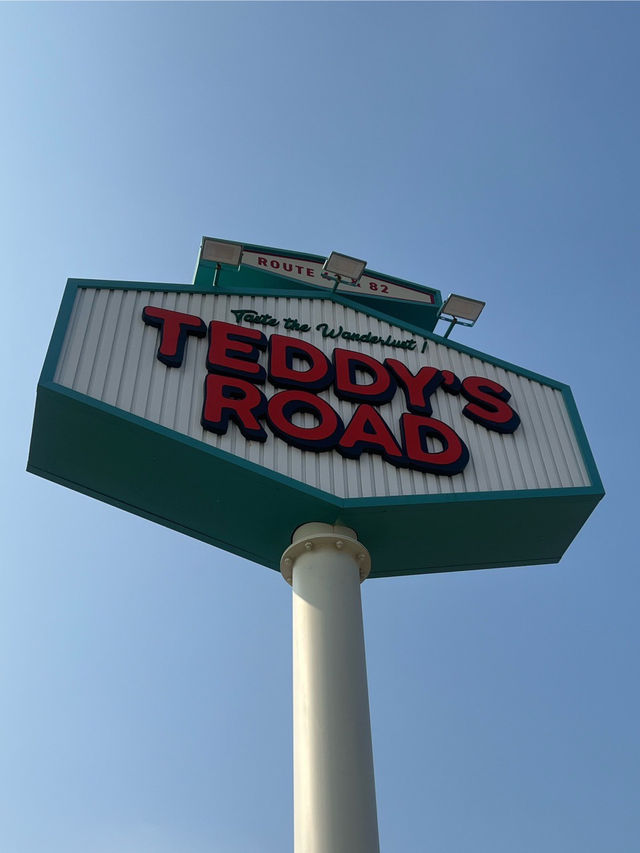 ROUTE 82
Taste the Wanderlust!
TEDDY'S
ROAD